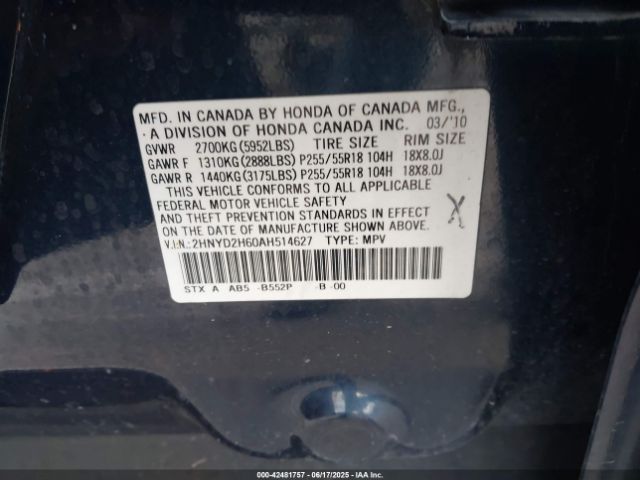 MFD. IN CANADA BY HONDA OF CANADA MFG.,
A DIVISION OF HONDA CANADA INC. 03/'10
GVWR 2700KG(5952LBS) TIRE SIZE RIM SIZE
GAWR F 1310KG(2888LBS) P255/55R18 104H 18X8.0J
GAWR R 1440KG(3175LBS) P255/55R18 104H 18X8.0J
THIS VEHICLE CONFORMS TO ALL APPLICABLE
FEDERAL MOTOR VEHICLE SAFETY
AND THEFT PREVENTION STANDARDS IN EFFECT
ON THE DATE OF MANUFACTURE SHOWN ABOVE.
V.I.N.:2HNYD2H60AH514627 TYPE: MPV
STX A AB5 -B552P -B -00
X
00-42481757 - 06/17/2025 - IAA Inc.